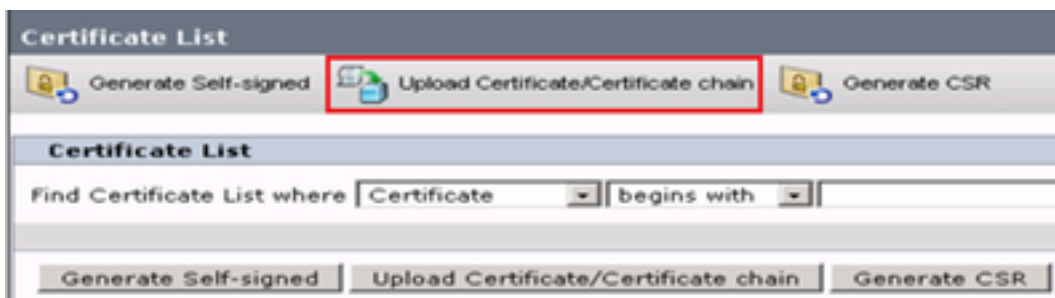 Certificate List
Generate Self-signed Upload Certificate/Certificate chain Generate CSR
Certificate List
Find Certificate List where Certificate begins with
Generate Self-signed Upload Certificate/Certificate chain Generate CSR